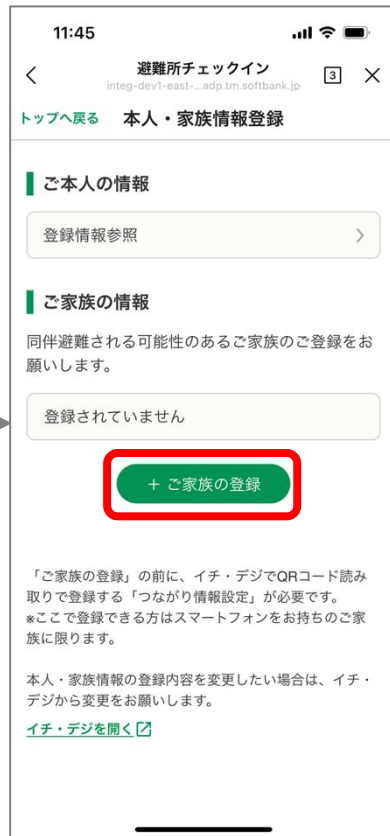 11:45
避難所チェックイン
integ-dev1-east-...adp.tm.softbank.jp
3
トップへ戻る 本人・家族情報登録
ご本人の情報
登録情報参照
ご家族の情報
同伴避難される可能性のあるご家族のご登録をお
願いします。
登録されていません
+ ご家族の登録
「ご家族の登録」の前に、イチ・デジでQRコード読み
取りで登録する「つながり情報設定」が必要です。
*ここで登録できる方はスマートフォンをお持ちのご家
族に限ります。
本人・家族情報の登録内容を変更したい場合は、イチ・
デジから変更をお願いします。
イチ・デジを開く